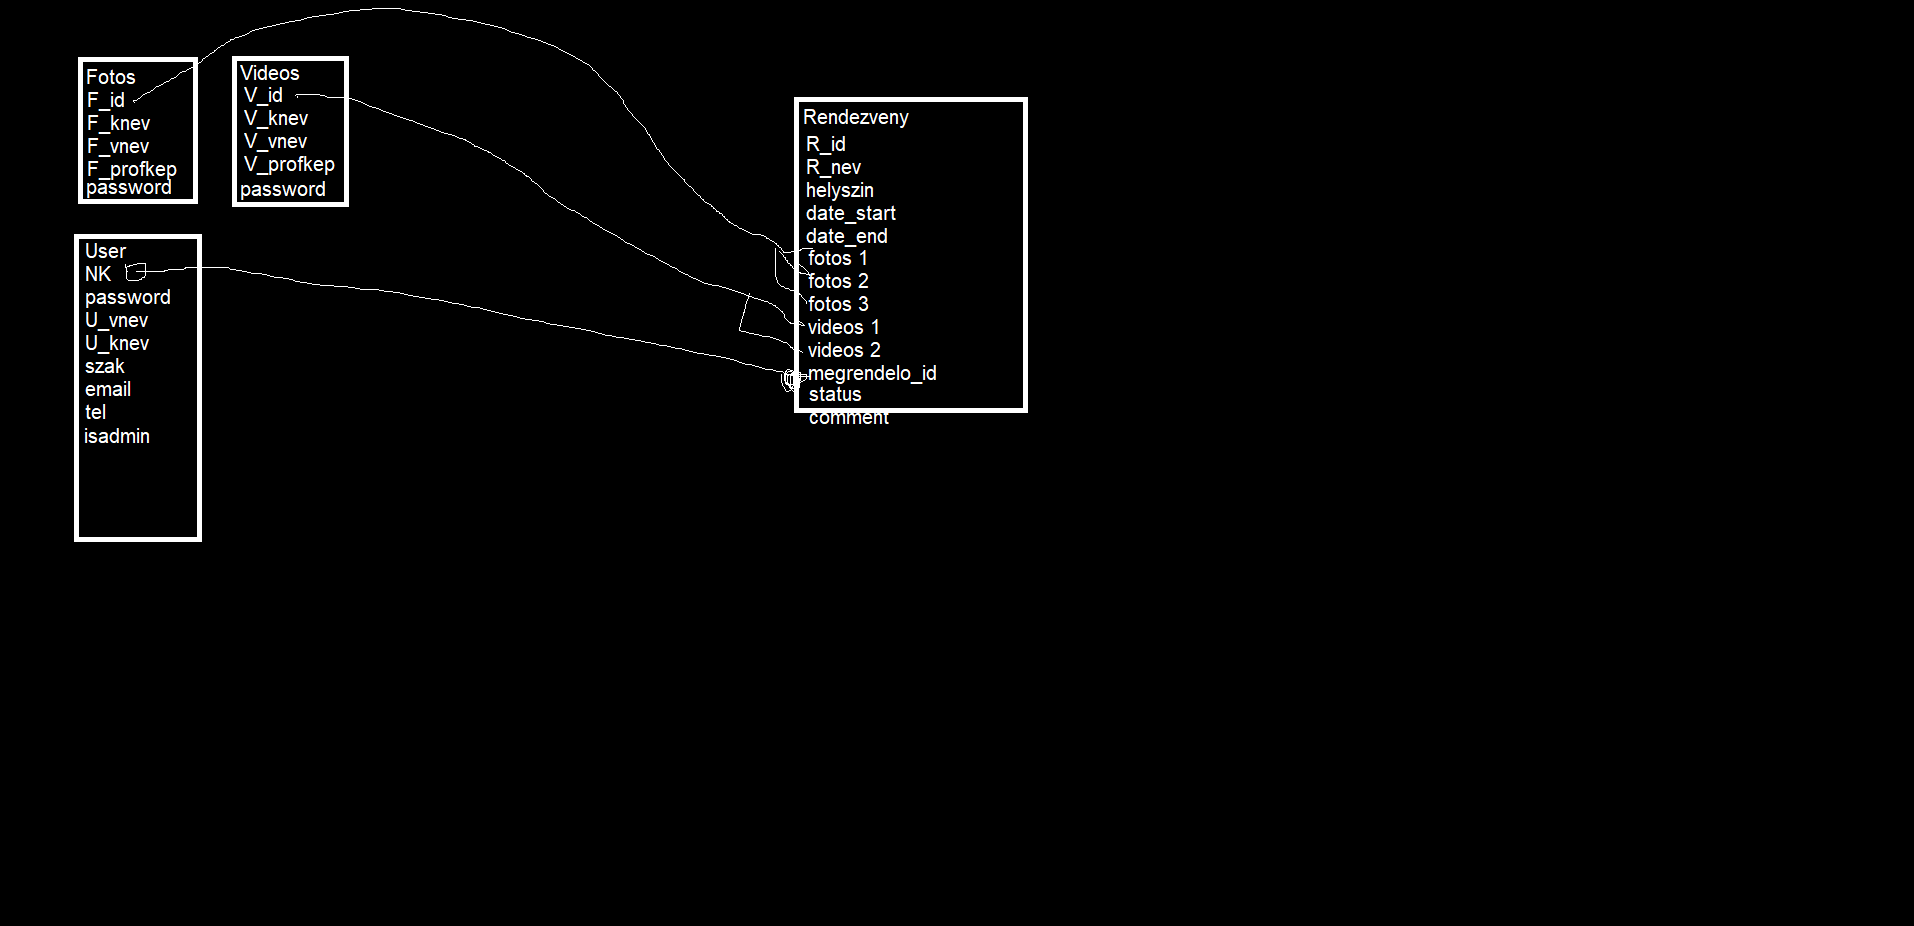 Fotos
F_id
F_knev
F_vnev
F_profkep
password
Videos
V_id
V_knev
V_vnev
V_profkep
password
User
NK
password
U_vnev
U_knev
szak
email
tel
isadmin
Rendezveny
R_id
R_nev
helyszin
date_start
date_end
fotos 1
fotos 2
fotos 3
videos 1
videos 2
megrendelo_id
status
comment